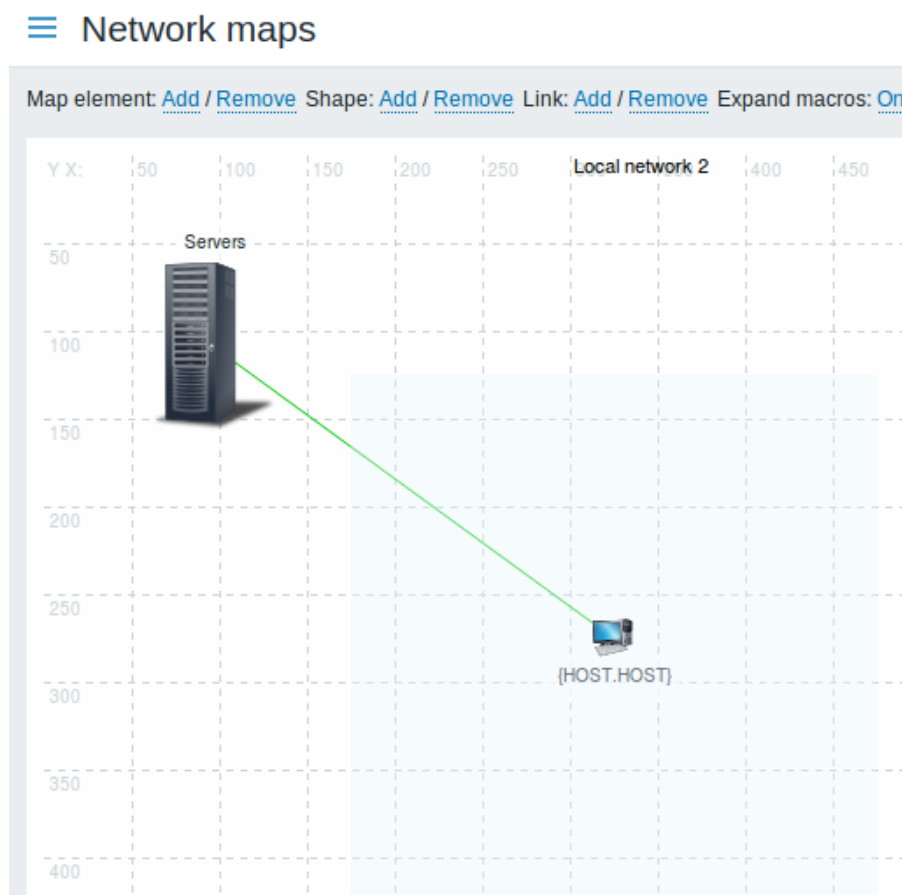 Network maps
Map element: Add / Remove Shape: Add / Remove Link: Add / Remove Expand macros: On
Y X: 50 100 150 200 250 Local network 2 400 450
Servers
50
100
150
200
250
{HOST.HOST}
300
350
400